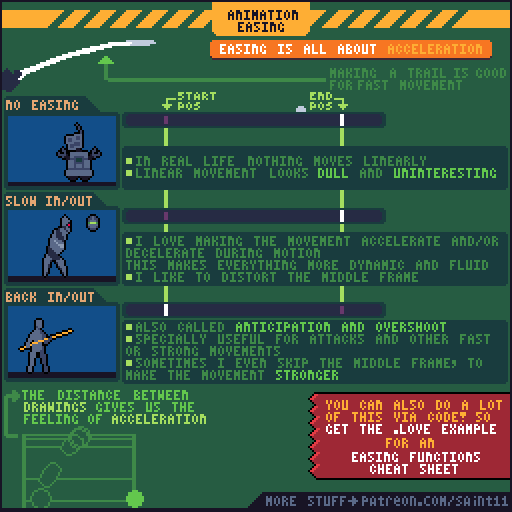 ANIMATION
EASING
EASING IS ALL ABOUT ACCELERATION
MAKING A TRAIL IS GOOD
FOR FAST MOVEMENT
START
POS
END
POS
NO EASING
IN REAL LIFE NOTHING MOVES LINEARLY
LINEAR MOVEMENT LOOKS DULL AND UNINTERESTING
SLOW IN/OUT
I LOVE MAKING THE MOVEMENT ACCELERATE AND/OR
DECELERATE DURING MOTION
THIS MAKES EVERYTHING MORE DYNAMIC AND FLUID
I LIKE TO DISTORT THE MIDDLE FRAME
BACK IN/OUT
ALSO CALLED ANTICIPATION AND OVERSHOOT
SPECIALLY USEFUL FOR ATTACKS AND OTHER FAST
OR STRONG MOVEMENTS
SOMETIMES I EVEN SKIP THE MIDDLE FRAME, TO
MAKE THE MOVEMENT STRONGER
THE DISTANCE BETWEEN
DRAWINGS GIVES US THE
FEELING OF ACCELERATION
YOU CAN ALSO DO A LOT
OF THIS VIA CODE! SO
GET THE .LOVE EXAMPLE
FOR AN
EASING FUNCTIONS
CHEAT SHEET
MORE STUFF→PATREON.COM/SAINT11